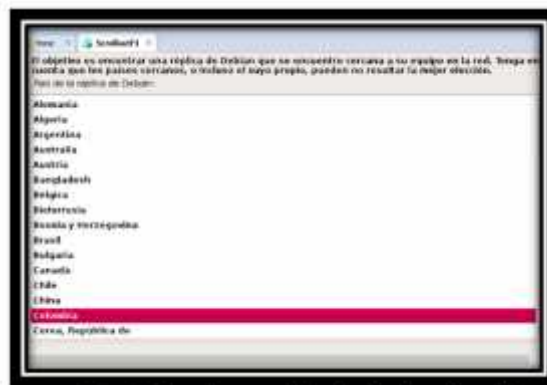 El objetivo es encontrar una réplica de Debian que se encuentre cercana a su equipo en la red. Tenga en
cuenta que los países cercanos, o incluso el suyo propio, pueden no resultar la mejor elección.
País de la réplica de Debian:
Alemania
Algeria
Argentina
Australia
Austria
Bangladesh
Bélgica
Bielorrusia
Bosnia y Herzegovina
Brasil
Bulgaria
Canadá
Chile
China
Colombia
Corea, República de